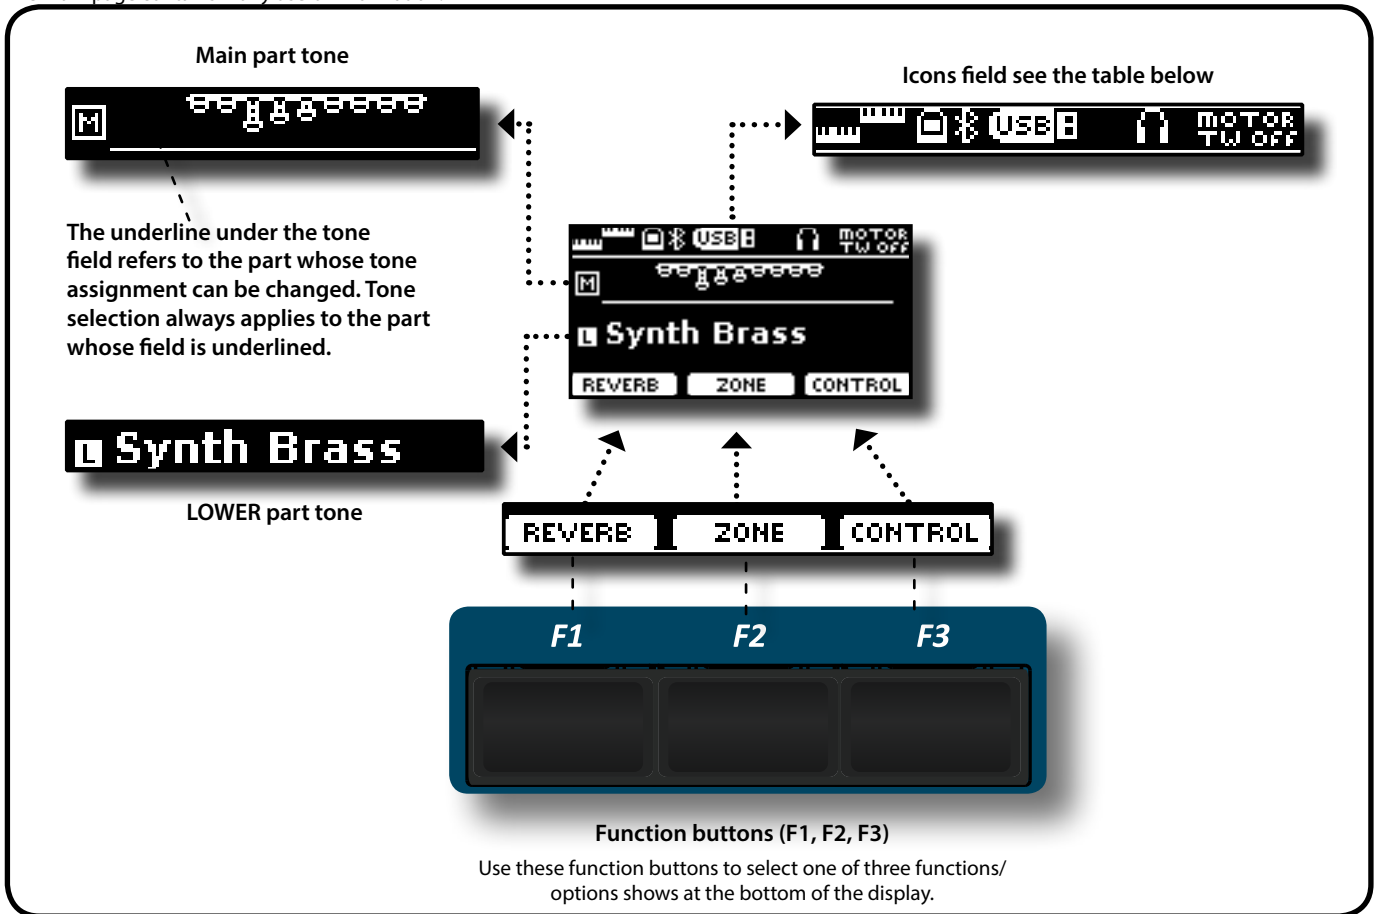 Main part tone
Icons field see the table below
M
USB
MOTOR
TW OFF
The underline under the tone
field refers to the part whose tone
assignment can be changed. Tone
selection always applies to the part
whose field is underlined.
USB
MOTOR
TW OFF
M
L Synth Brass
REVERB ZONE CONTROL
L Synth Brass
LOWER part tone
REVERB ZONE CONTROL
F1 F2 F3
Function buttons (F1, F2, F3)
Use these function buttons to select one of three functions/
options shows at the bottom of the display.